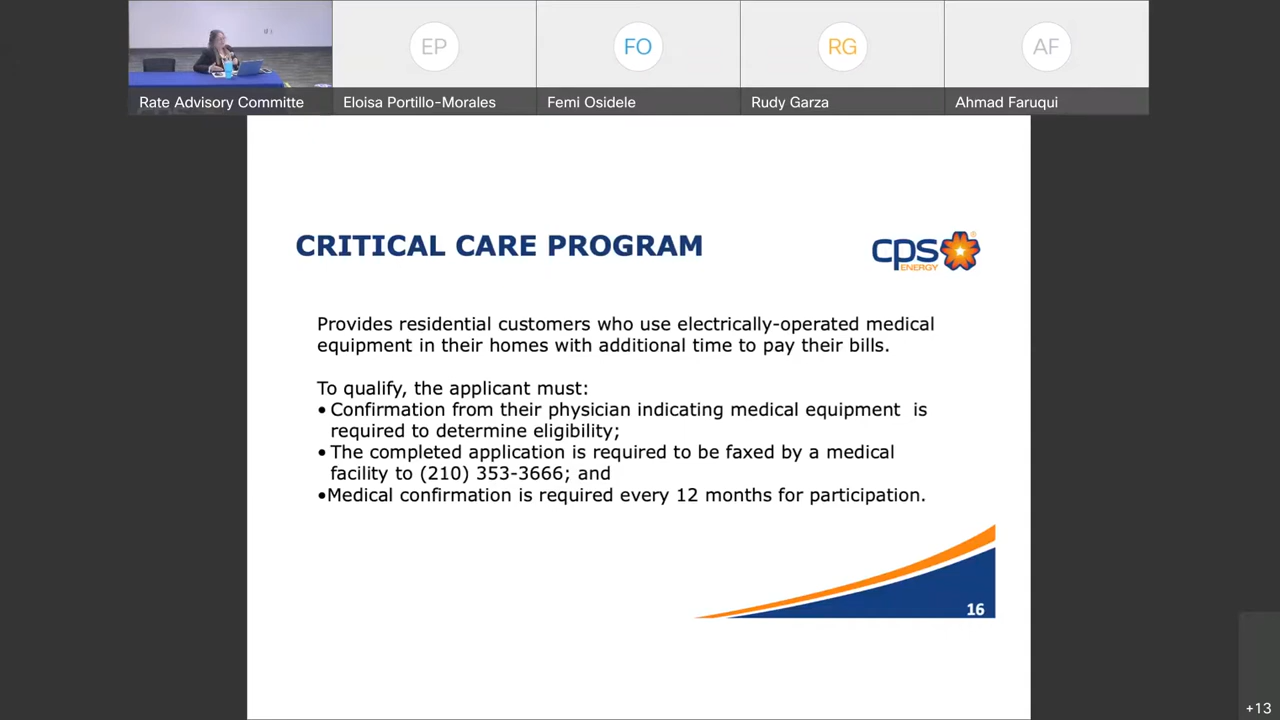 EP
FO
RG
AF
Rate Advisory Committe
Eloisa Portillo-Morales
Femi Osidele
Rudy Garza
Ahmad Faruqui
CRITICAL CARE PROGRAM
cps
ENERGY
®
Provides residential customers who use electrically-operated medical
equipment in their homes with additional time to pay their bills.
To qualify, the applicant must:
• Confirmation from their physician indicating medical equipment is
required to determine eligibility;
• The completed application is required to be faxed by a medical
facility to (210) 353-3666; and
•Medical confirmation is required every 12 months for participation.
16
+13